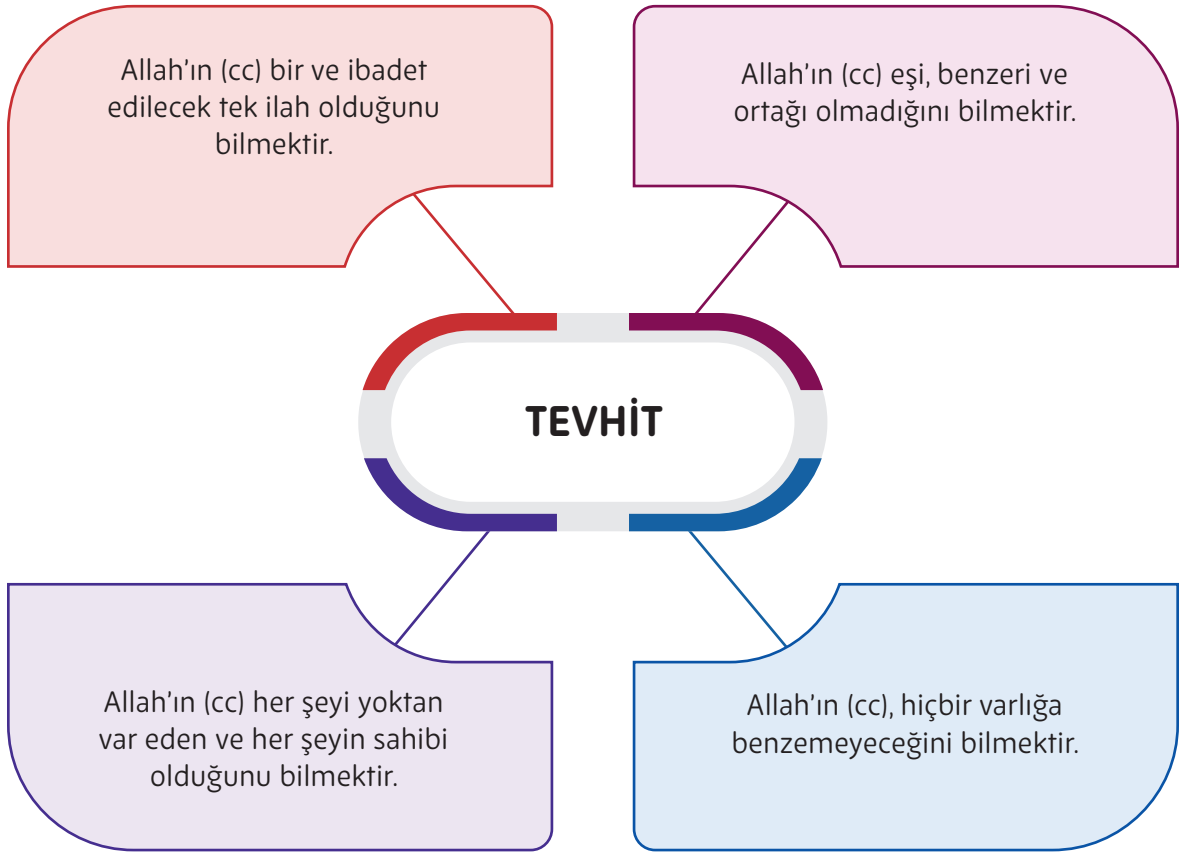 Allah'ın (cc) bir ve ibadet
edilecek tek ilah olduğunu
bilmektir.
Allah'ın (cc) eşi, benzeri ve
ortağı olmadığını bilmektir.
TEVHİT
Allah'ın (cc) her şeyi yoktan
var eden ve her şeyin sahibi
olduğunu bilmektir.
Allah'ın (cc), hiçbir varlığa
benzemeyeceğini bilmektir.